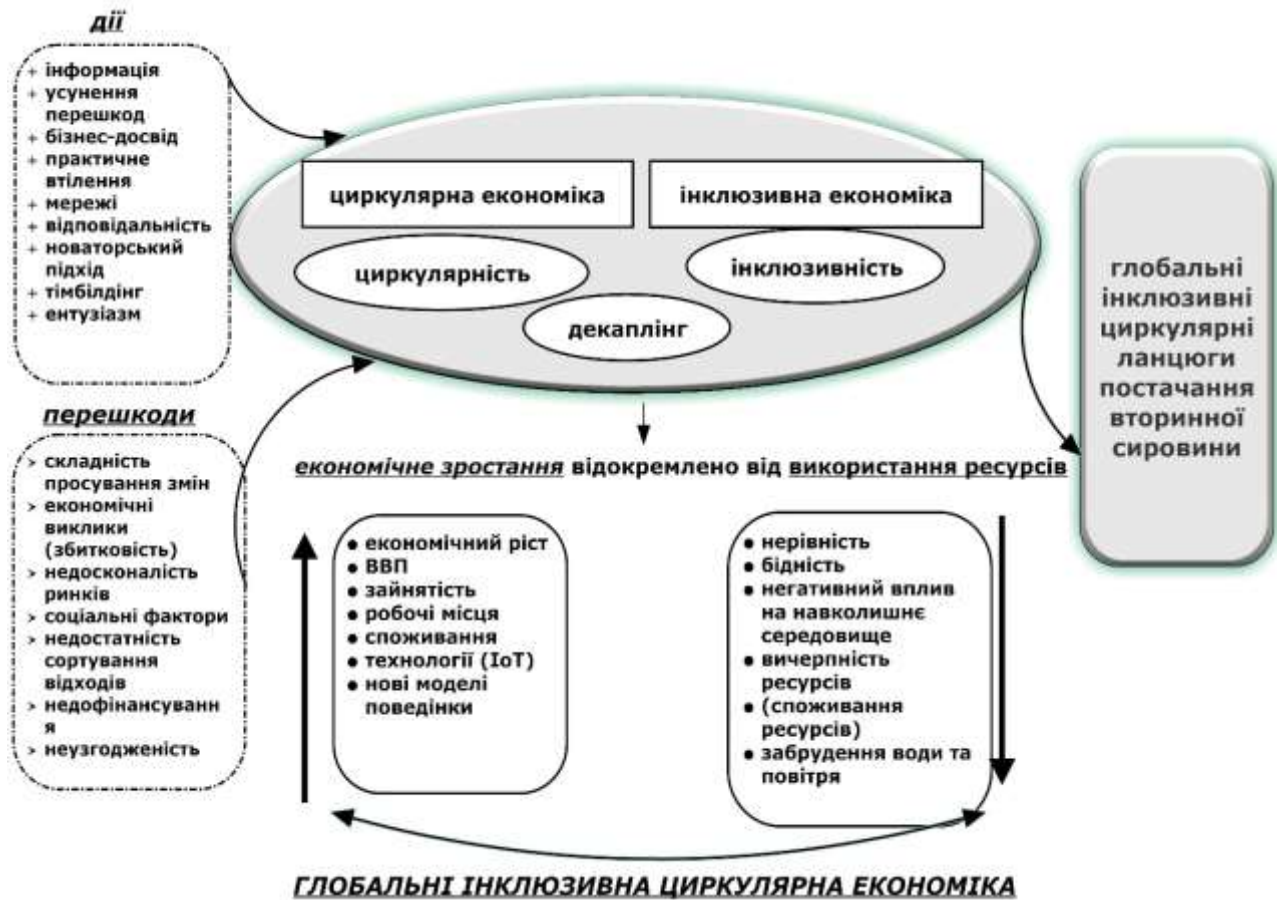 дії
+ інформація
+ усунення
перешкод
+ бізнес-досвід
+ практичне
втілення
+ мережі
+ відповідальність
+ новаторський
підхід
+ тімбілдінг
+ ентузіазм
перешкоди
> складність
просування змін
> економічні
виклики
(збитковість)
> недосконалість
ринків
> соціальні фактори
> недостатність
сортування
відходів
> недофінансуванн
я
> неузгодженість
циркулярна економіка
інклюзивна економіка
циркулярність
інклюзивність
декаплінг
глобальні
інклюзивні
циркулярні
ланцюги
постачання
вторинної
сировини
економічне зростання відокремлено від використання ресурсів
● економічний ріст
● ВВП
● зайнятість
● робочі місця
● споживання
● технології (ІоТ)
● нові моделі
поведінки
● нерівність
● бідність
● негативний вплив
на навколишнє
середовище
● вичерпність
ресурсів
● (споживання
ресурсів)
● забрудення води та
повітря
ГЛОБАЛЬНІ ІНКЛЮЗИВНА ЦИРКУЛЯРНА ЕКОНОМІКА